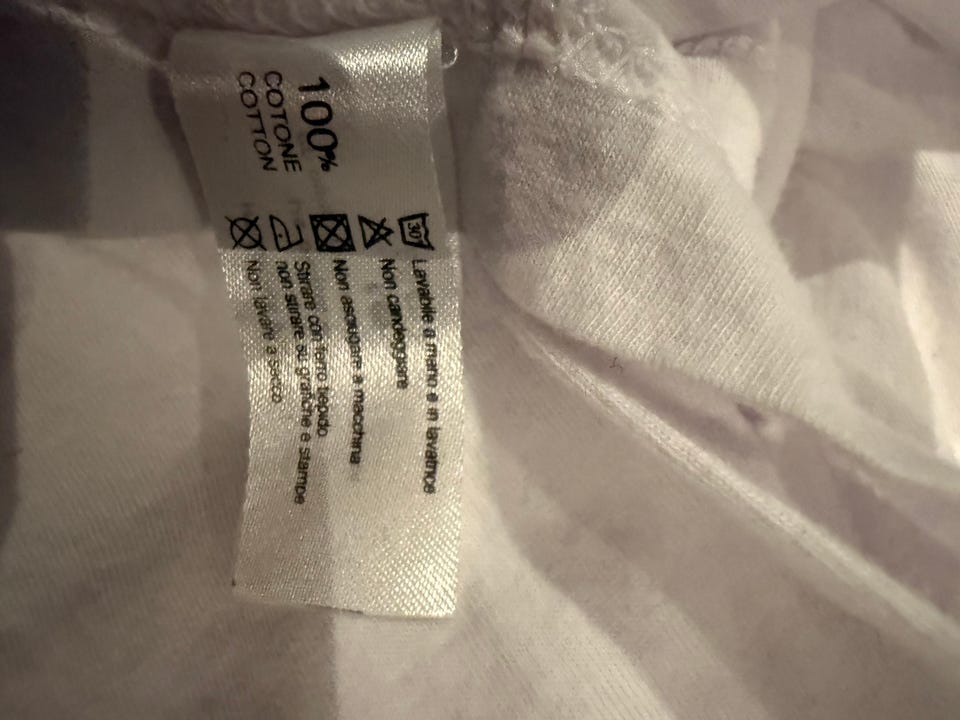 100%
COTONE
COTTON
30°
Lavabile a mano e in lavatrice
Non candeggiare
Non asciugare a macchina
Stirare con ferro tiepido
non stirare su grafiche e stampe
Non lavare a secco